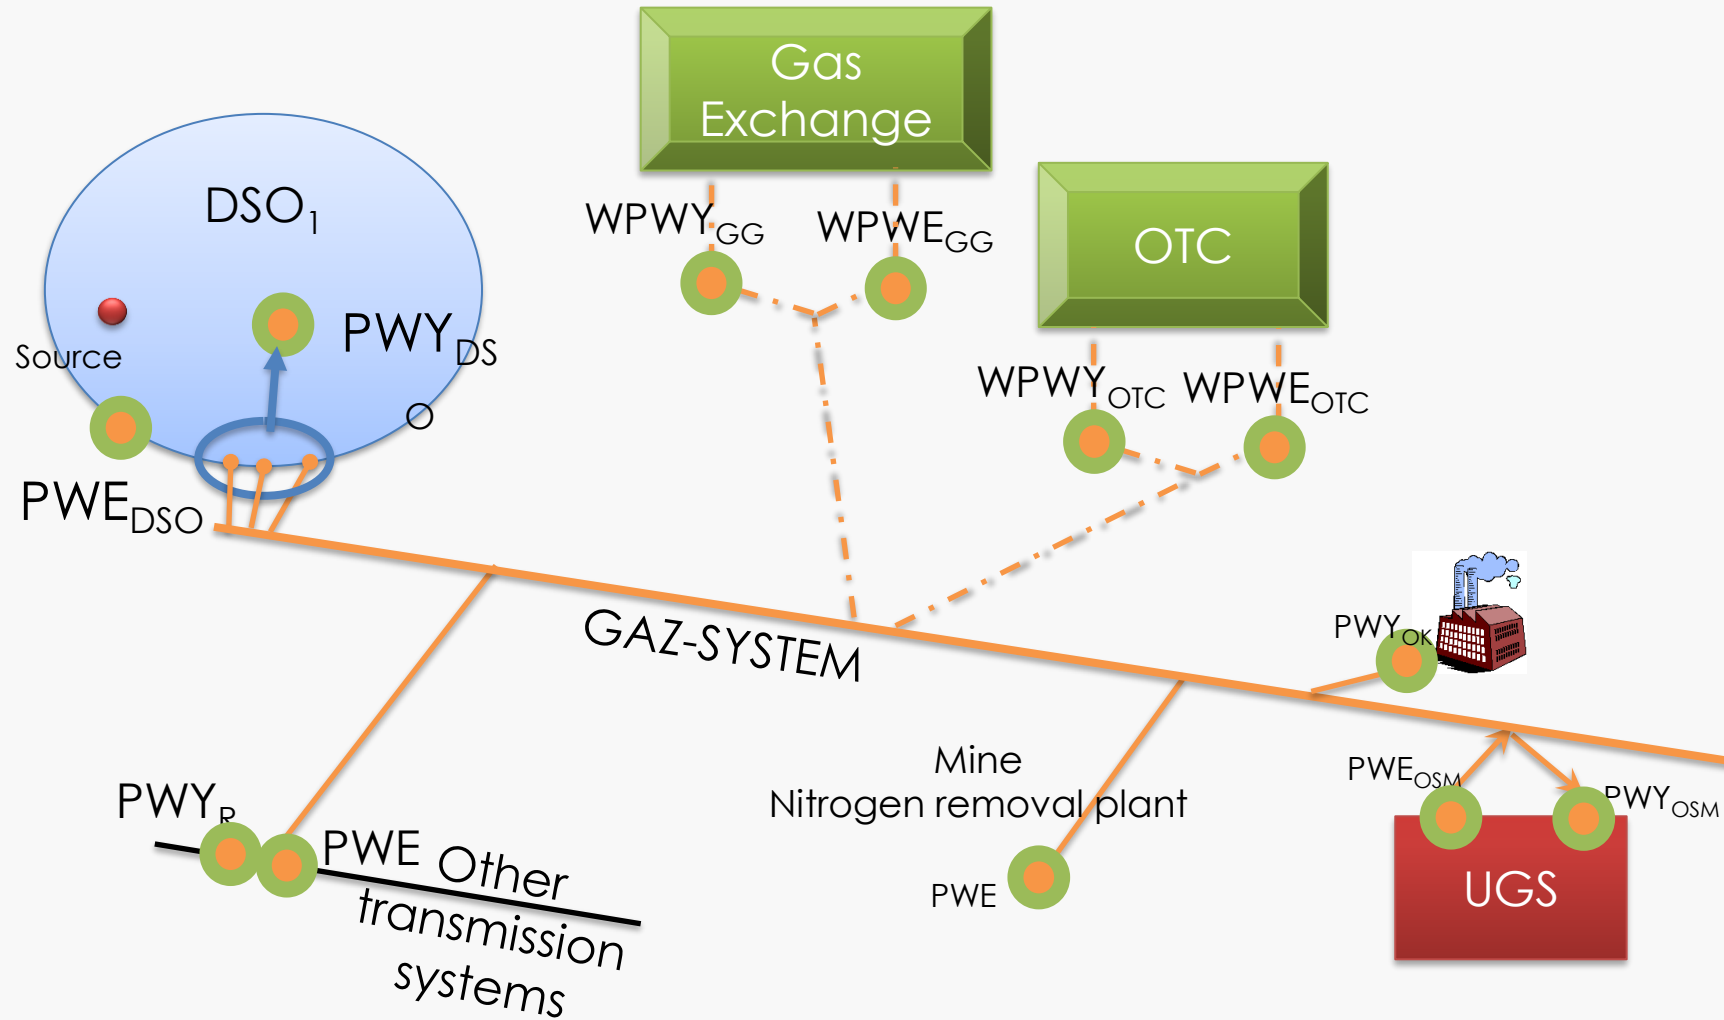 Gas
Exchange
DSO1
WPWYGG
WPWEGG
OTC
PWYDS
O
Source
WPWYOTC
WPWEOTC
PWEDSO
GAZ-SYSTEM
PWYOK
Mine
Nitrogen removal plant
PWEOSM
PWYOSM
PWYR
PWE
Other
transmission
systems
PWE
UGS